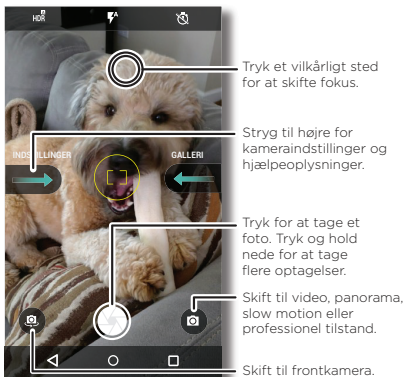 HDR A
A
Tryk et vilkårligt sted
for at skifte fokus.
Stryg til højre for
kameraindstillinger og
hjælpeoplysninger.
INDSTILLINGER
GALLERI
Tryk for at tage et
foto. Tryk og hold
nede for at tage
flere optagelser.
Skift til video, panorama,
slow motion eller
professionel tilstand.
Skift til frontkamera.